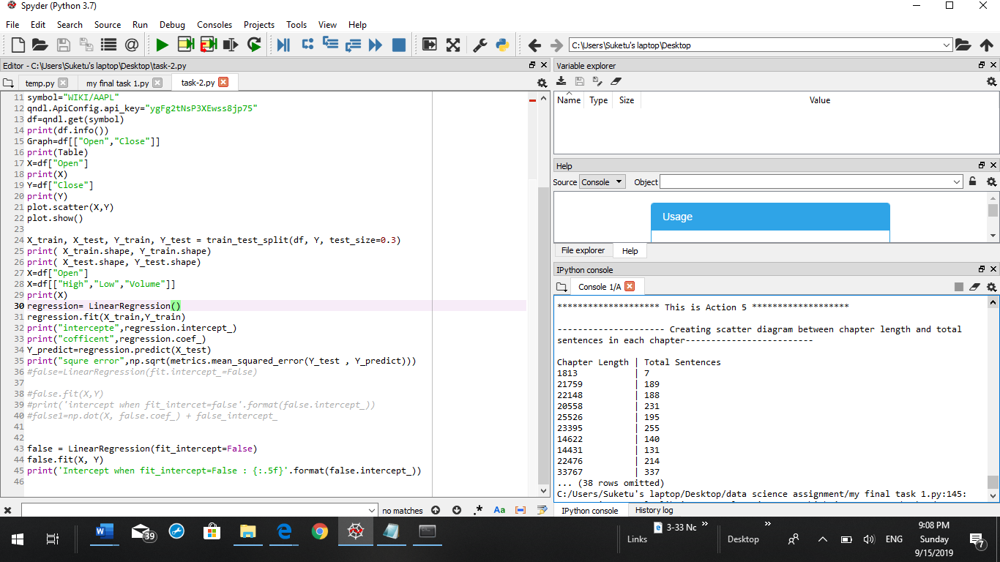 Spyder (Python 3.7)
File Edit Search Source Run Debug Consoles Projects Tools View Help
C:\Users\Suketu's laptop\Desktop
Editor - C:\Users\Suketu's laptop\Desktop\task-2.py
temp.py my final task 1.py task-2.py
11 symbol="WIKI/AAPL"
12 qndl.ApiConfig.api_key="ygFg2tNsP3XEwss8jp75"
13 df=qndl.get(symbol)
14 print(df.info())
15 Graph=df[["Open","Close"]]
16 print(Table)
17 X=df["Open"]
18 print(X)
19 Y=df["Close"]
20 print(Y)
21 plot.scatter(X,Y)
22 plot.show()
23
24 X_train, X_test, Y_train, Y_test = train_test_split(df, Y, test_size=0.3)
25 print( X_train.shape, Y_train.shape)
26 print( X_test.shape, Y_test.shape)
27 X=df["Open"]
28 X=df[["High","Low","Volume"]]
29 print(X)
30 regression= LinearRegression()
31 regression.fit(X_train,Y_train)
32 print("intercepte",regression.intercept_)
33 print("cofficent",regression.coef_)
34 Y_predict=regression.predict(X_test)
35 print("squre error",np.sqrt(metrics.mean_squared_error(Y_test , Y_predict)))
36 #false=LinearRegression(fit.intercept_=False)
37
38 #false.fit(X,Y)
39 #print('intercept when fit_intercet=false'.format(false.intercept_))
40 #false1=np.dot(X, false.coef_) + false_intercept_
41
42
43 false = LinearRegression(fit_intercept=False)
44 false.fit(X, Y)
45 print('Intercept when fit_intercept=False : {:.5f}'.format(false.intercept_))
46
no matches .* Aa
Variable explorer
Name Type Size Value
Help
Source Console Object
Usage
File explorer Help
IPython console
Console 1/A
******************** This is Action 5 *******************
--------------------- Creating scatter diagram between chapter length and total
sentences in each chapter-------------------------
Chapter Length | Total Sentences
1813 | 7
21759 | 189
22148 | 188
20558 | 231
25526 | 195
23395 | 255
14622 | 140
14431 | 131
22476 | 214
33767 | 337
... (38 rows omitted)
C:/Users/Suketu's laptop/Desktop/data science assignment/my final task 1.py:145:
IPython console History log
39
3-33 Nc »
Links
»
Desktop
ENG
9:08 PM
Sunday
9/15/2019
7